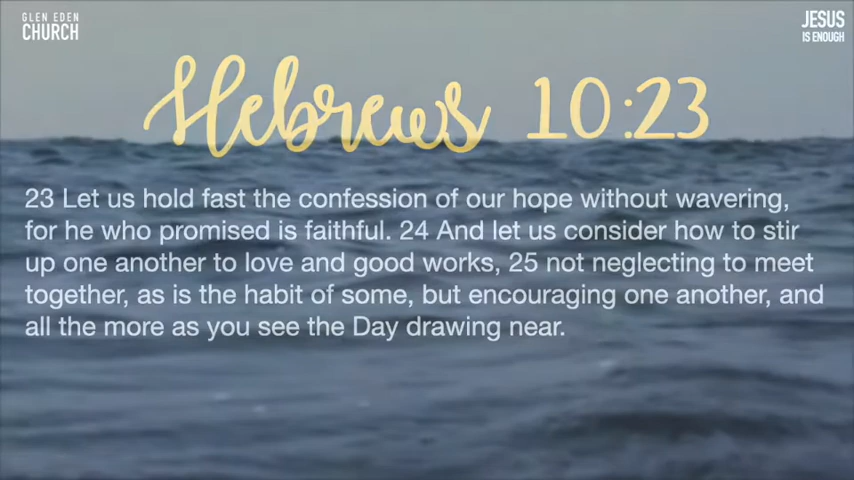 GLEN EDEN
CHURCH
JESUS
IS ENOUGH
Hebrews 10:23
23 Let us hold fast the confession of our hope without wavering,
for he who promised is faithful. 24 And let us consider how to stir
up one another to love and good works, 25 not neglecting to meet
together, as is the habit of some, but encouraging one another, and
all the more as you see the Day drawing near.